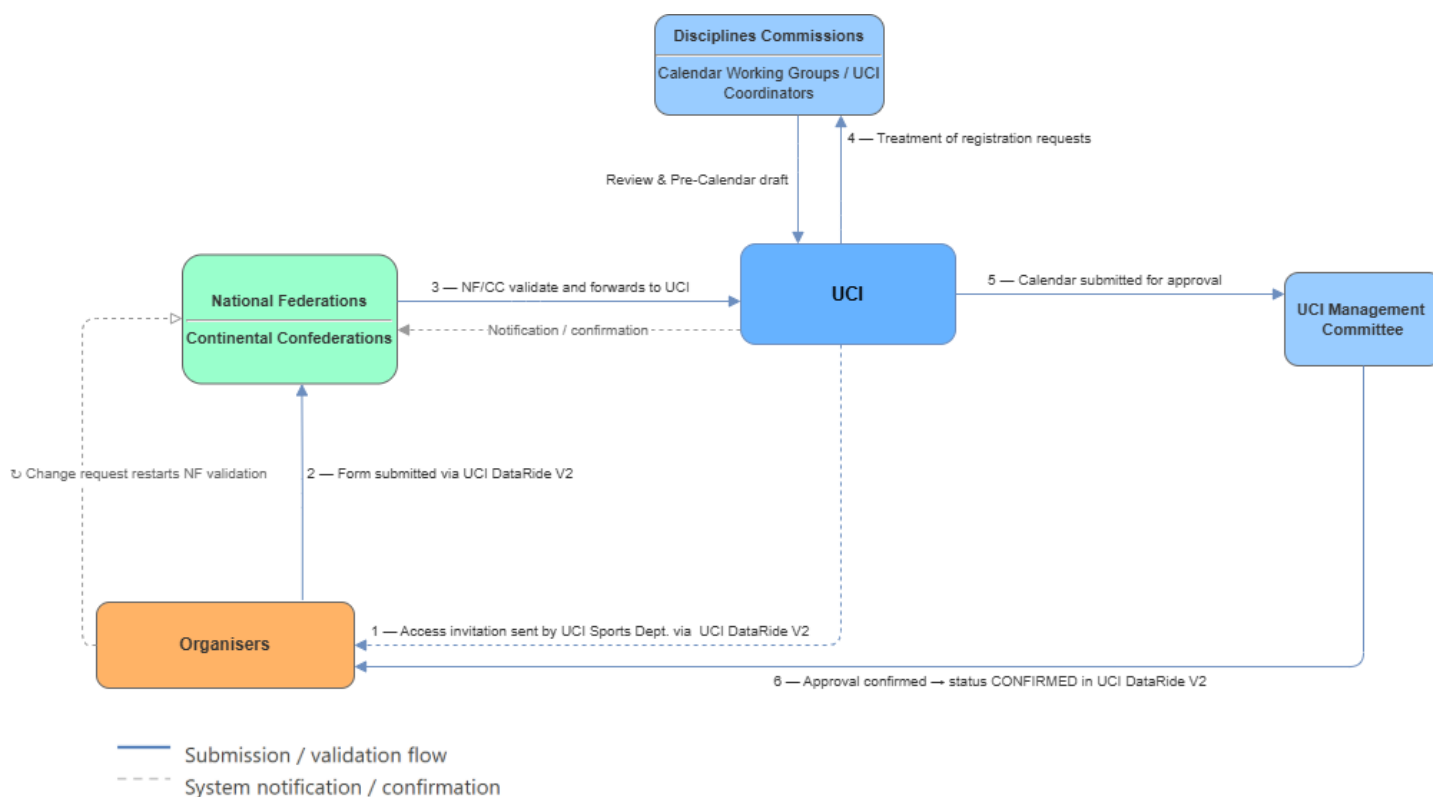 Disciplines Commissions
Calendar Working Groups / UCI
Coordinators
4 — Treatment of registration requests
Review & Pre-Calendar draft
National Federations
Continental Confederations
3 — NF/CC validate and forwards to UCI
Notification / confirmation
UCI
5 — Calendar submitted for approval
UCI Management
Committee
↻ Change request restarts NF validation
2 — Form submitted via UCI DataRide V2
Organisers
1 — Access invitation sent by UCI Sports Dept. via UCI DataRide V2
6 — Approval confirmed → status CONFIRMED in UCI DataRide V2
Submission / validation flow
System notification / confirmation